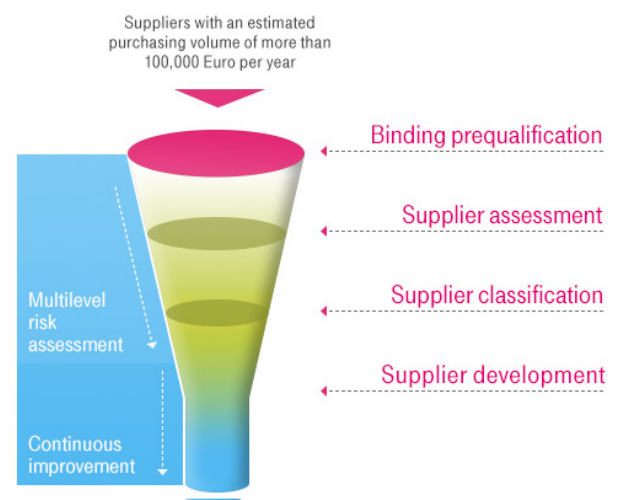 Suppliers with an estimated
purchasing volume of more than
100,000 Euro per year
Binding prequalification
Supplier assessment
Supplier classification
Supplier development
Multilevel
risk
assessment
Continuous
improvement